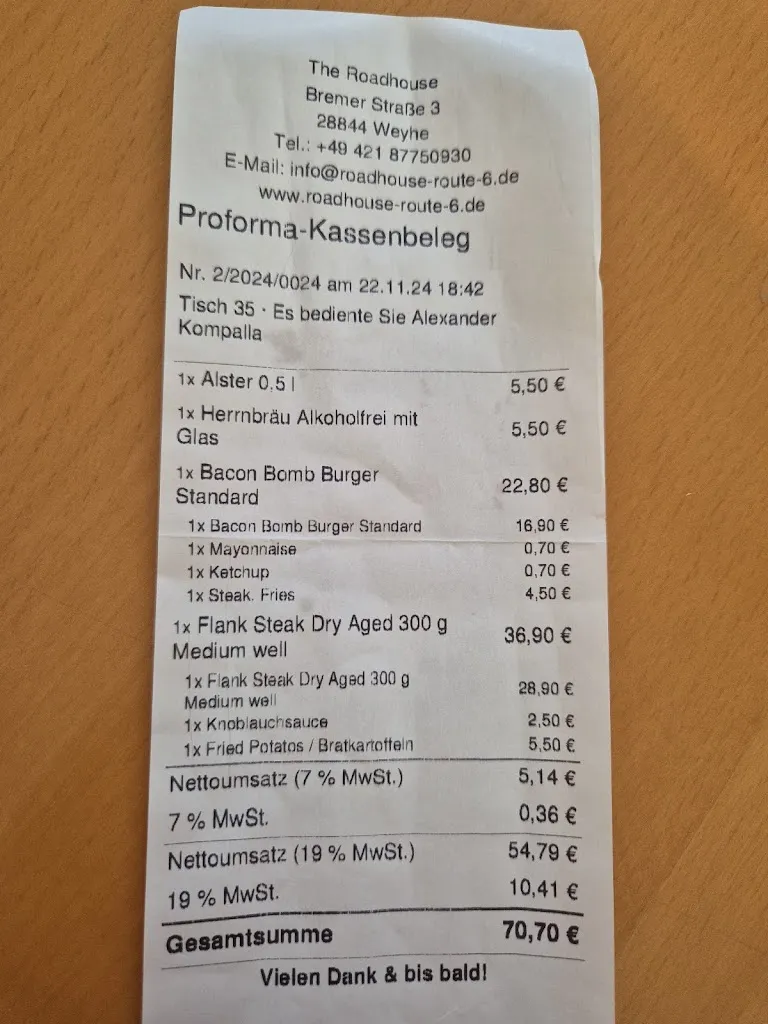 The Roadhouse
Bremer Straße 3
28844 Weyhe
Tel.: +49 421 87750930
E-Mail: info@roadhouse-route-6.de
www.roadhouse-route-6.de
Proforma-Kassenbeleg
Nr. 2/2024/0024 am 22.11.24 18:42
Tisch 35 · Es bediente Sie Alexander
Kompalla
1x Alster 0,5 l 5,50 €
1x Herrnbräu Alkoholfrei mit
Glas 5,50 €
1x Bacon Bomb Burger
Standard 22,80 €
1x Bacon Bomb Burger Standard 16,90 €
1x Mayonnaise 0,70 €
1x Ketchup 0,70 €
1x Steak. Fries 4,50 €
1x Flank Steak Dry Aged 300 g
Medium well 36,90 €
1x Flank Steak Dry Aged 300 g
Medium well 28,90 €
1x Knoblauchsauce 2,50 €
1x Fried Potatos / Bratkartoffeln 5,50 €
Nettoumsatz (7 % MwSt.) 5,14 €
7 % MwSt. 0,36 €
Nettoumsatz (19 % MwSt.) 54,79 €
19 % MwSt. 10,41 €
Gesamtsumme 70,70 €
Vielen Dank & bis bald!